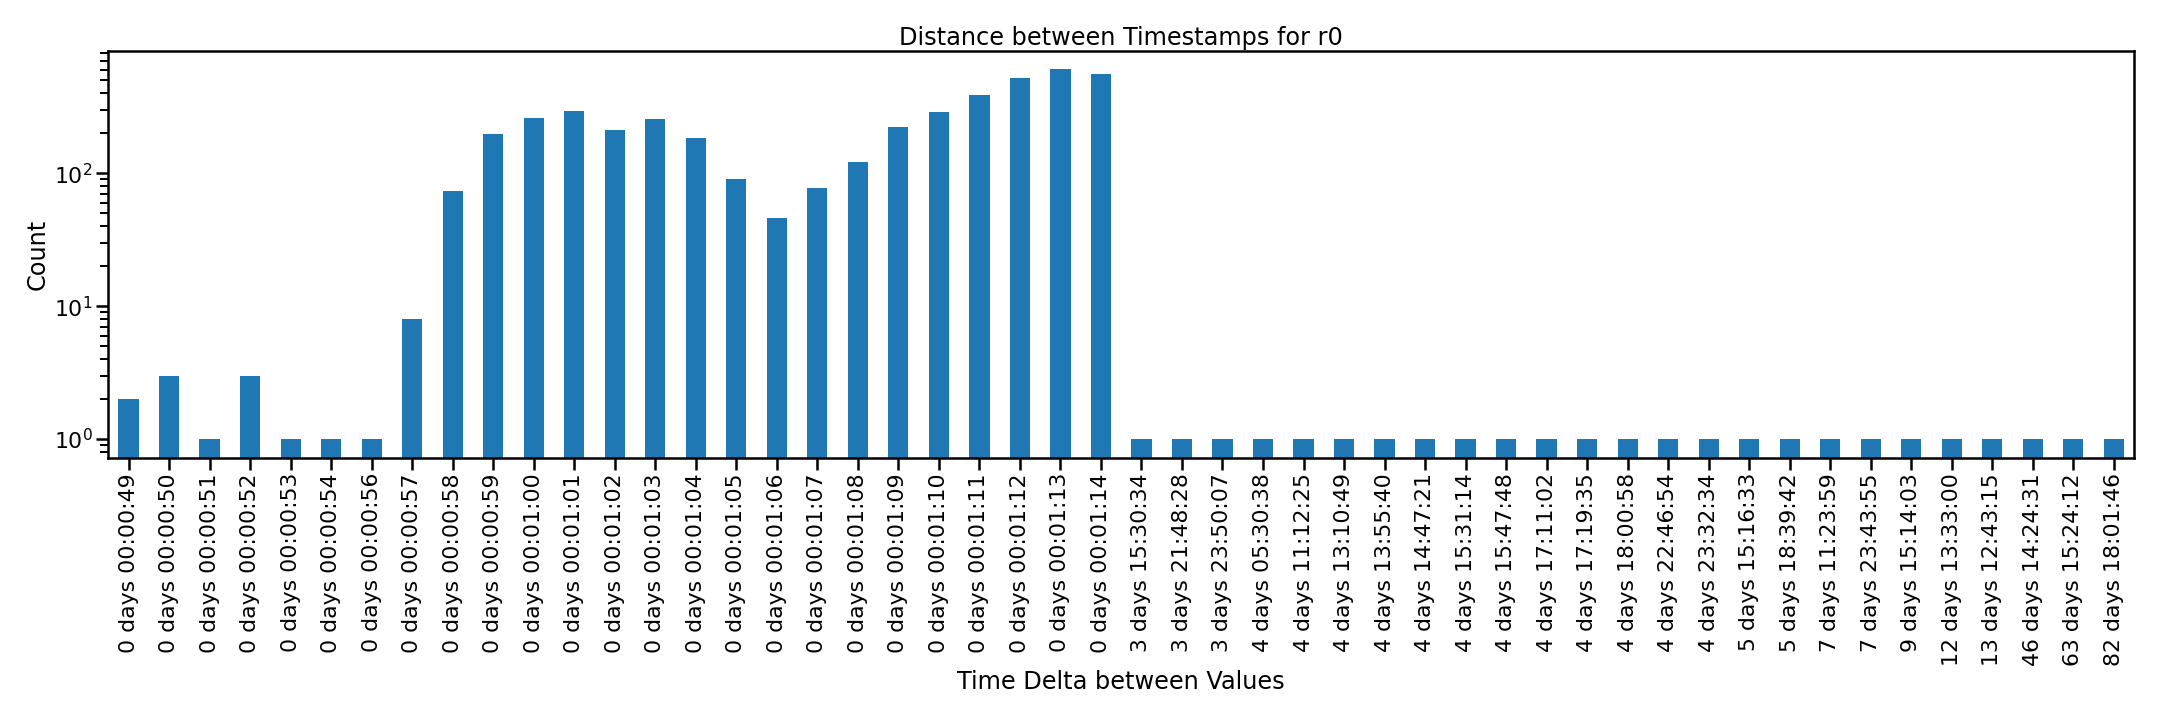 Distance between Timestamps for r0
Count
10²
10¹
10⁰
0 days 00:00:49
0 days 00:00:50
0 days 00:00:51
0 days 00:00:52
0 days 00:00:53
0 days 00:00:54
0 days 00:00:56
0 days 00:00:57
0 days 00:00:58
0 days 00:00:59
0 days 00:01:00
0 days 00:01:01
0 days 00:01:02
0 days 00:01:03
0 days 00:01:04
0 days 00:01:05
0 days 00:01:06
0 days 00:01:07
0 days 00:01:08
0 days 00:01:09
0 days 00:01:10
0 days 00:01:11
0 days 00:01:12
0 days 00:01:13
0 days 00:01:14
3 days 15:30:34
3 days 21:48:28
3 days 23:50:07
4 days 05:30:38
4 days 11:12:25
4 days 13:10:49
4 days 13:55:40
4 days 14:47:21
4 days 15:31:14
4 days 15:47:48
4 days 17:11:02
4 days 17:19:35
4 days 18:00:58
4 days 22:46:54
4 days 23:32:34
5 days 15:16:33
5 days 18:39:42
7 days 11:23:59
7 days 23:43:55
9 days 15:14:03
12 days 13:33:00
13 days 12:43:15
46 days 14:24:31
63 days 15:24:12
82 days 18:01:46
Time Delta between Values